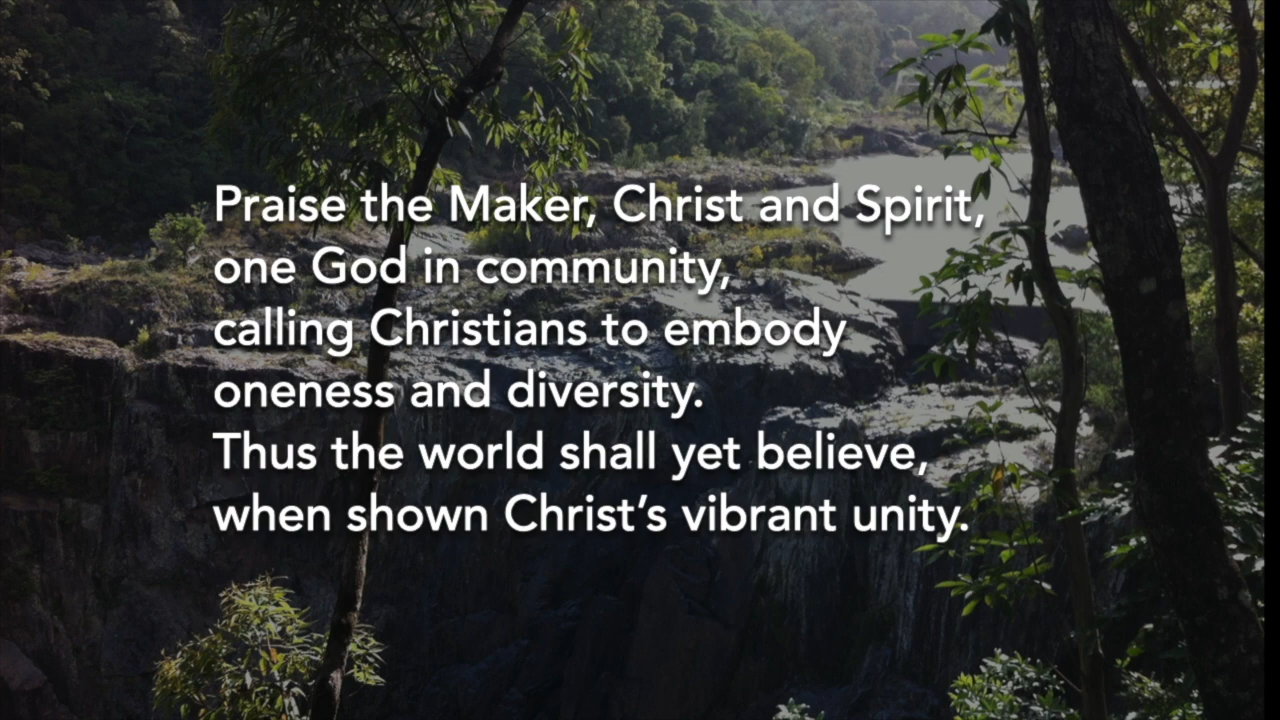 Praise the Maker, Christ and Spirit,
one God in community,
calling Christians to embody
oneness and diversity.
Thus the world shall yet believe,
when shown Christ’s vibrant unity.